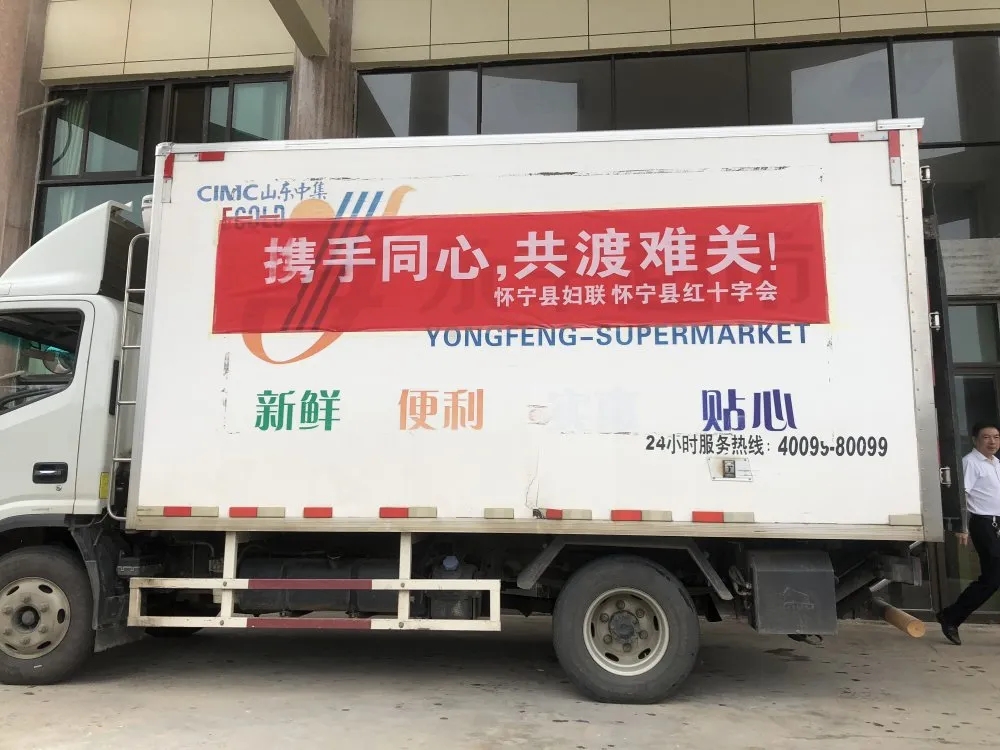 CIMC山东中集
EGOLD
携手同心,共渡难关!
怀宁县妇联 怀宁县红十字会
YONGFENG-SUPERMARKET
新鲜 便利 贴心
24小时服务热线：40099-80099